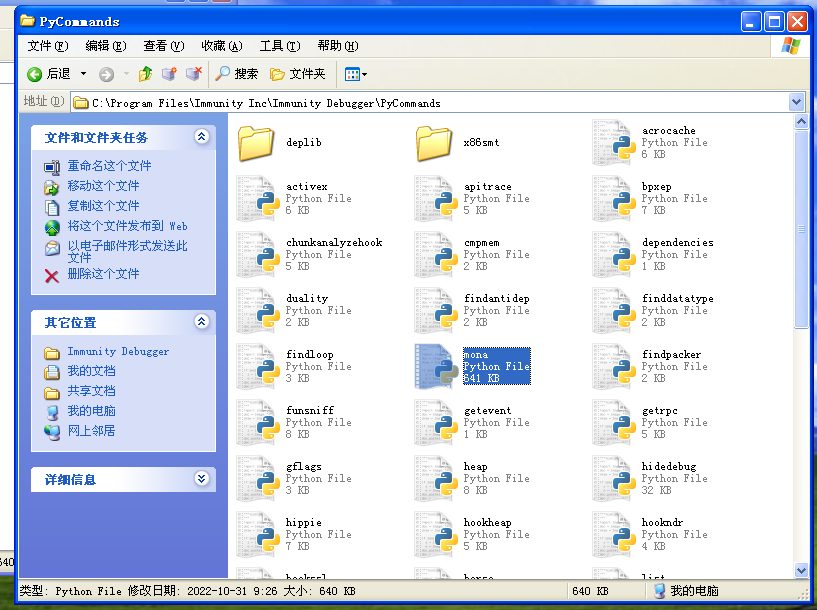 PyCommands
文件(F) 编辑(E) 查看(V) 收藏(A) 工具(T) 帮助(H)
后退 搜索 文件夹
地址(D) C:\Program Files\Immunity Inc\Immunity Debugger\PyCommands
文件和文件夹任务
重命名这个文件
移动这个文件
复制这个文件
将这个文件发布到 Web
以电子邮件形式发送此
文件
删除这个文件
其它位置
Immunity Debugger
我的文档
共享文档
我的电脑
网上邻居
详细信息
deplib
x86smt
acrocache
Python File
6 KB
activex
Python File
6 KB
apitrace
Python File
5 KB
bpxep
Python File
7 KB
chunkanalyzehook
Python File
5 KB
cmpmem
Python File
2 KB
dependencies
Python File
1 KB
duality
Python File
2 KB
findantidep
Python File
2 KB
finddatatype
Python File
2 KB
findloop
Python File
3 KB
mona
Python File
641 KB
findpacker
Python File
2 KB
funsniff
Python File
8 KB
getevent
Python File
1 KB
getrpc
Python File
5 KB
gflags
Python File
3 KB
heap
Python File
8 KB
hidedebug
Python File
32 KB
hippie
Python File
7 KB
hookheap
Python File
5 KB
hookndr
Python File
4 KB
hookssl
list
类型: Python File 修改日期: 2022-10-31 9:26 大小: 640 KB
640 KB
我的电脑